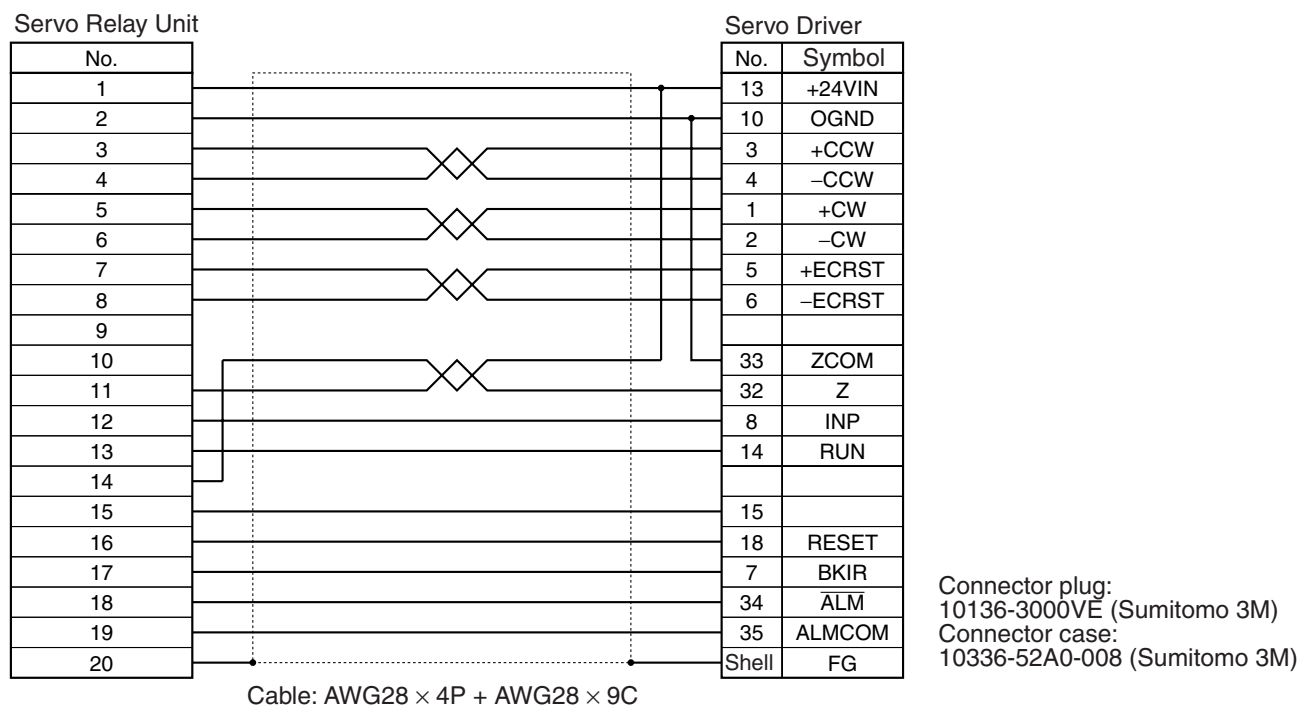 Servo Relay Unit
Servo Driver
No. No. Symbol
1 13 +24VIN
2 10 OGND
3 3 +CCW
4 4 −CCW
5 1 +CW
6 2 −CW
7 5 +ECRST
8 6 −ECRST
9
10 33 ZCOM
11 32 Z
12 8 INP
13 14 RUN
14
15 15
16 18 RESET
17 7 BKIR
18 34 ALM
19 35 ALMCOM
20 Shell FG
Connector plug:
10136-3000VE (Sumitomo 3M)
Connector case:
10336-52A0-008 (Sumitomo 3M)
Cable: AWG28 × 4P + AWG28 × 9C